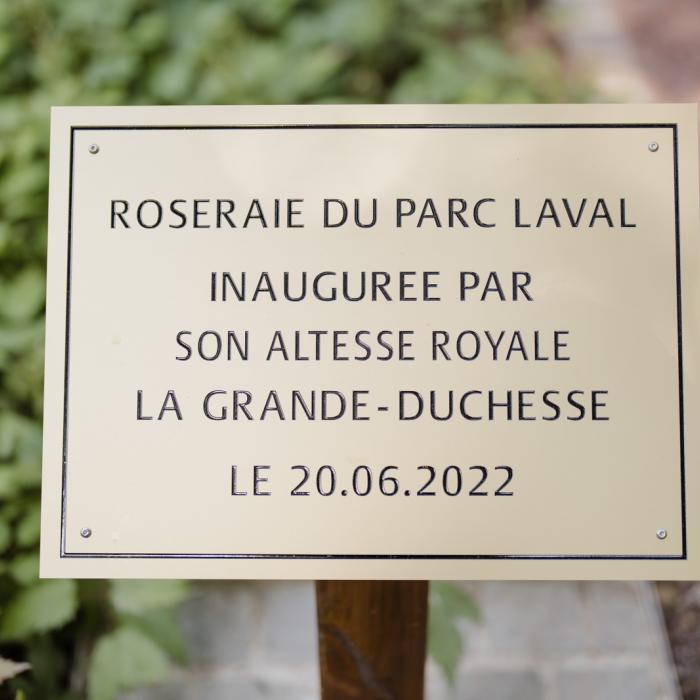 ROSERAIE DU PARC LAVAL
INAUGUREE PAR
SON ALTESSE ROYALE
LA GRANDE-DUCHESSE
LE 20.06.2022